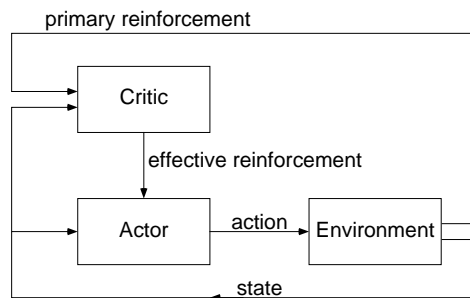 primary reinforcement
Critic
effective reinforcement
Actor
action
Environment
state